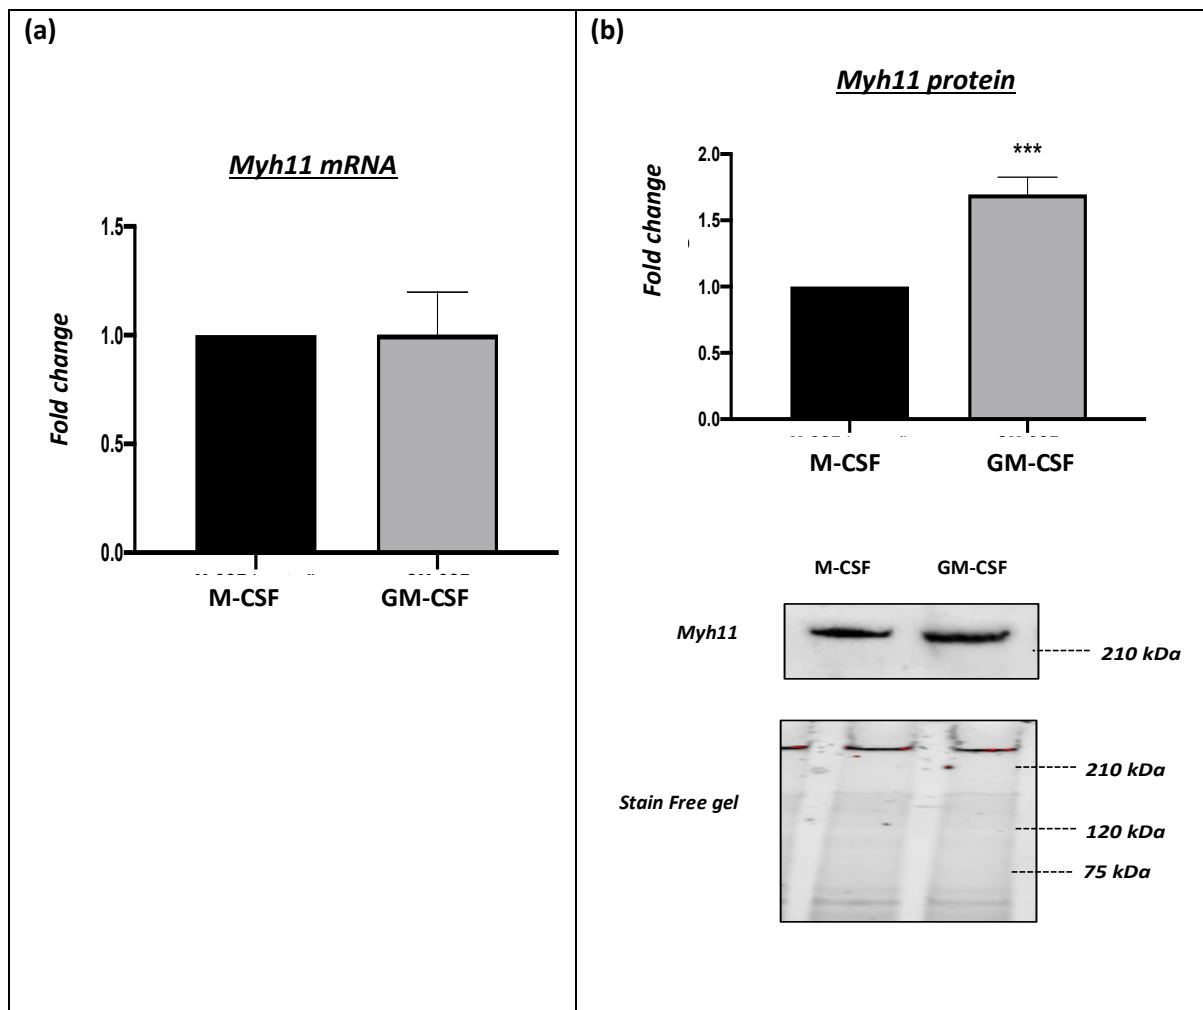 (a)
Myh11 mRNA
Fold change
1.5
1.0
0.5
0.0
M-CSF GM-CSF
(b)
Myh11 protein
Fold change
***
2.0
1.5
1.0
0.5
0.0
M-CSF GM-CSF
M-CSF GM-CSF
Myh11
210 kDa
Stain Free gel
210 kDa
120 kDa
75 kDa